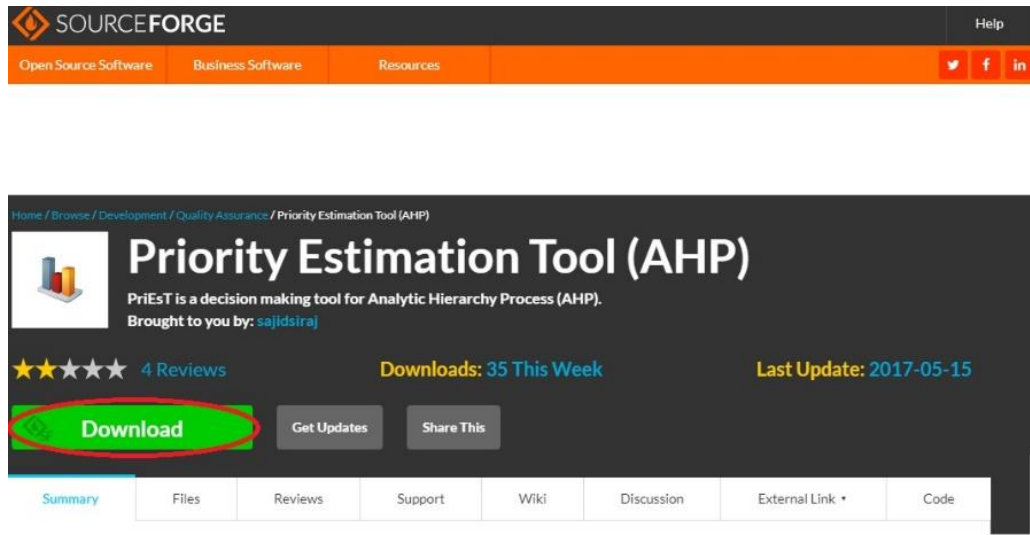 SOURCEFORGE
Help
Open Source Software Business Software Resources
Home / Browse / Development / Quality Assurance / Priority Estimation Tool (AHP)
Priority Estimation Tool (AHP)
PriEsT is a decision making tool for Analytic Hierarchy Process (AHP).
Brought to you by: sajidsiraj
4 Reviews Downloads: 35 This Week Last Update: 2017-05-15
Download Get Updates Share This
Summary Files Reviews Support Wiki Discussion External Link Code